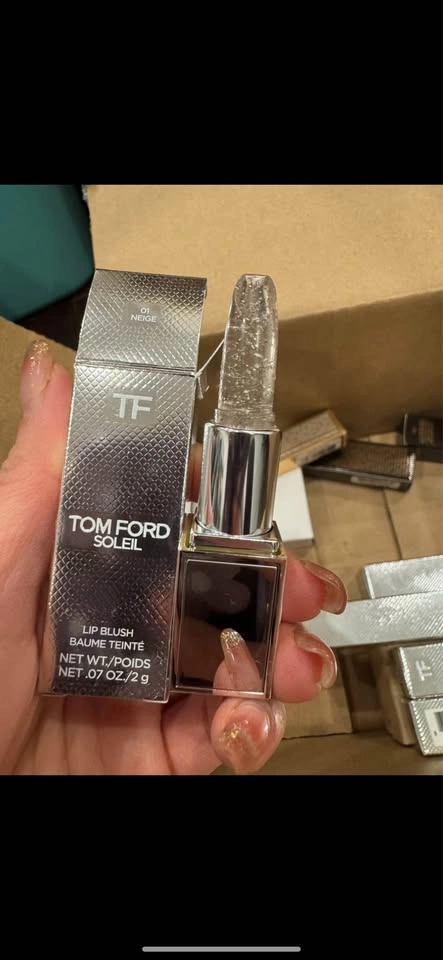 01
NEIGE
TF
TOM FORD
SOLEIL
LIP BLUSH
BAUME TEINTÉ
NET WT./POIDS
NET .07 OZ./2 g
TF